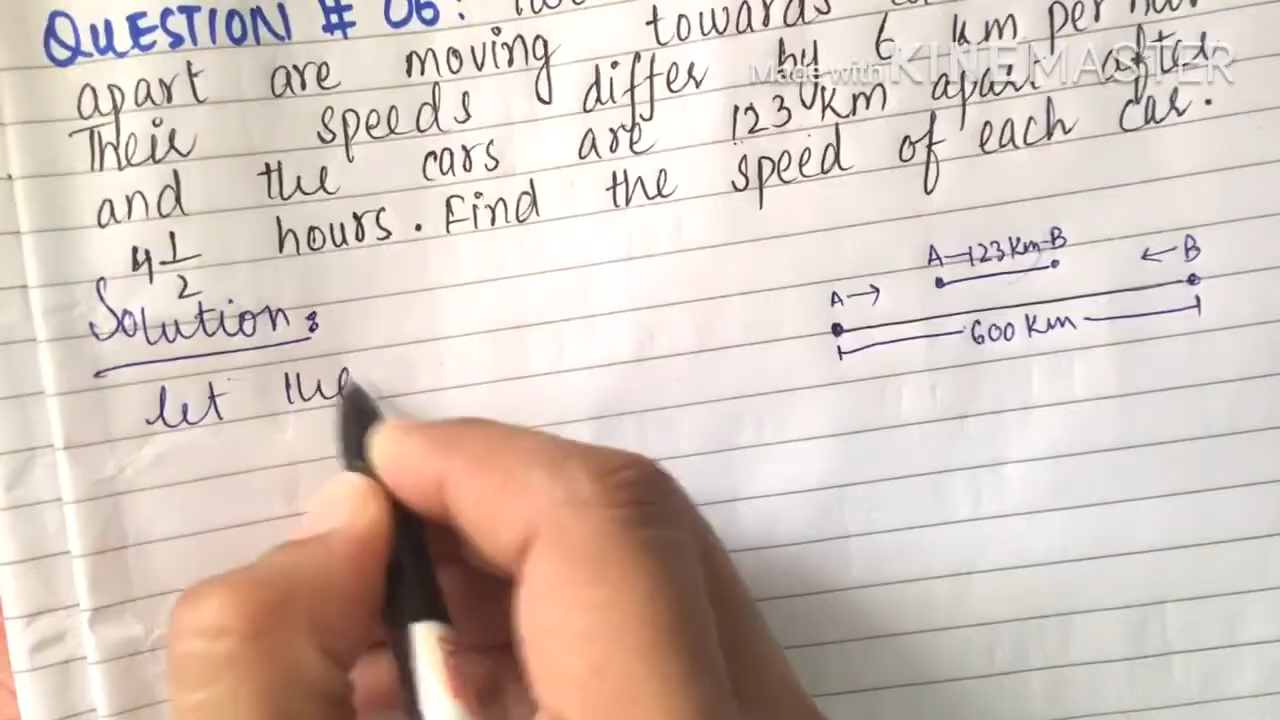 QUESTION # 06:
apart are moving towards
Their speeds differ by 6 km per
and the cars are 123 Km apart after
4 1/2 hours. Find the speed of each car.
Solution:
let the
A→ A—123Km-B ←B
600 Km
Made with KINEMASTER